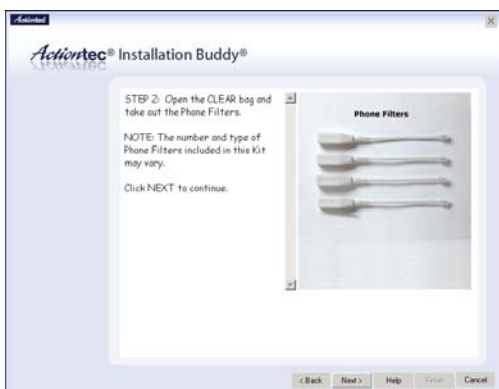 Actiontec
Actiontec® Installation Buddy®
STEP 2: Open the CLEAR bag and
take out the Phone Filters.
NOTE: The number and type of
Phone Filters included in this Kit
may vary.
Click NEXT to continue.
Phone Filters
< Back Next > Help Finish Cancel